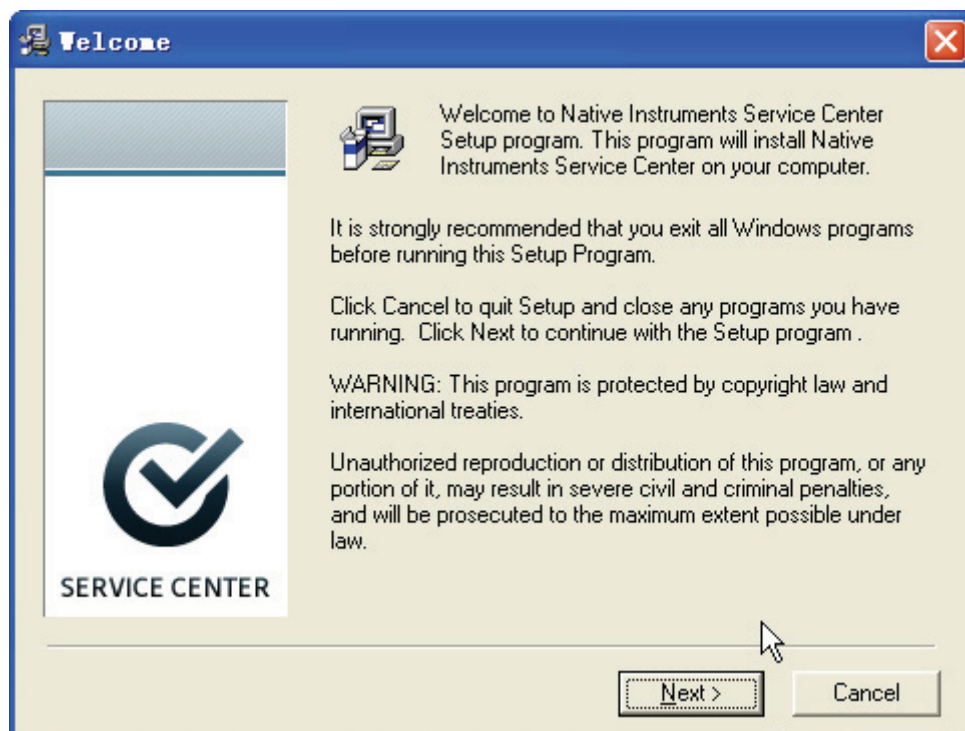 Welcome
Welcome to Native Instruments Service Center
Setup program. This program will install Native
Instruments Service Center on your computer.
It is strongly recommended that you exit all Windows programs
before running this Setup Program.
Click Cancel to quit Setup and close any programs you have
running.  Click Next to continue with the Setup program .
WARNING: This program is protected by copyright law and
international treaties.
Unauthorized reproduction or distribution of this program, or any
portion of it, may result in severe civil and criminal penalties,
and will be prosecuted to the maximum extent possible under
law.
SERVICE CENTER
Next >
Cancel